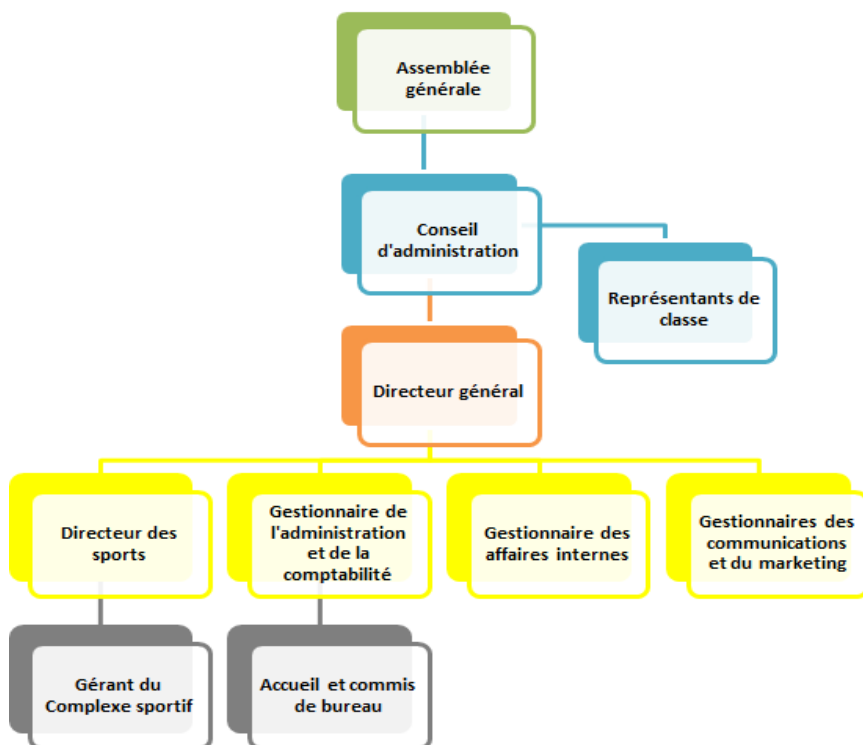 Assemblée
générale
Conseil
d'administration
Représentants de
classe
Directeur général
Directeur des
sports
Gestionnaire de
l'administration
et de la
comptabilité
Gestionnaire des
affaires internes
Gestionnaires des
communications
et du marketing
Gérant du
Complexe sportif
Accueil et commis
de bureau